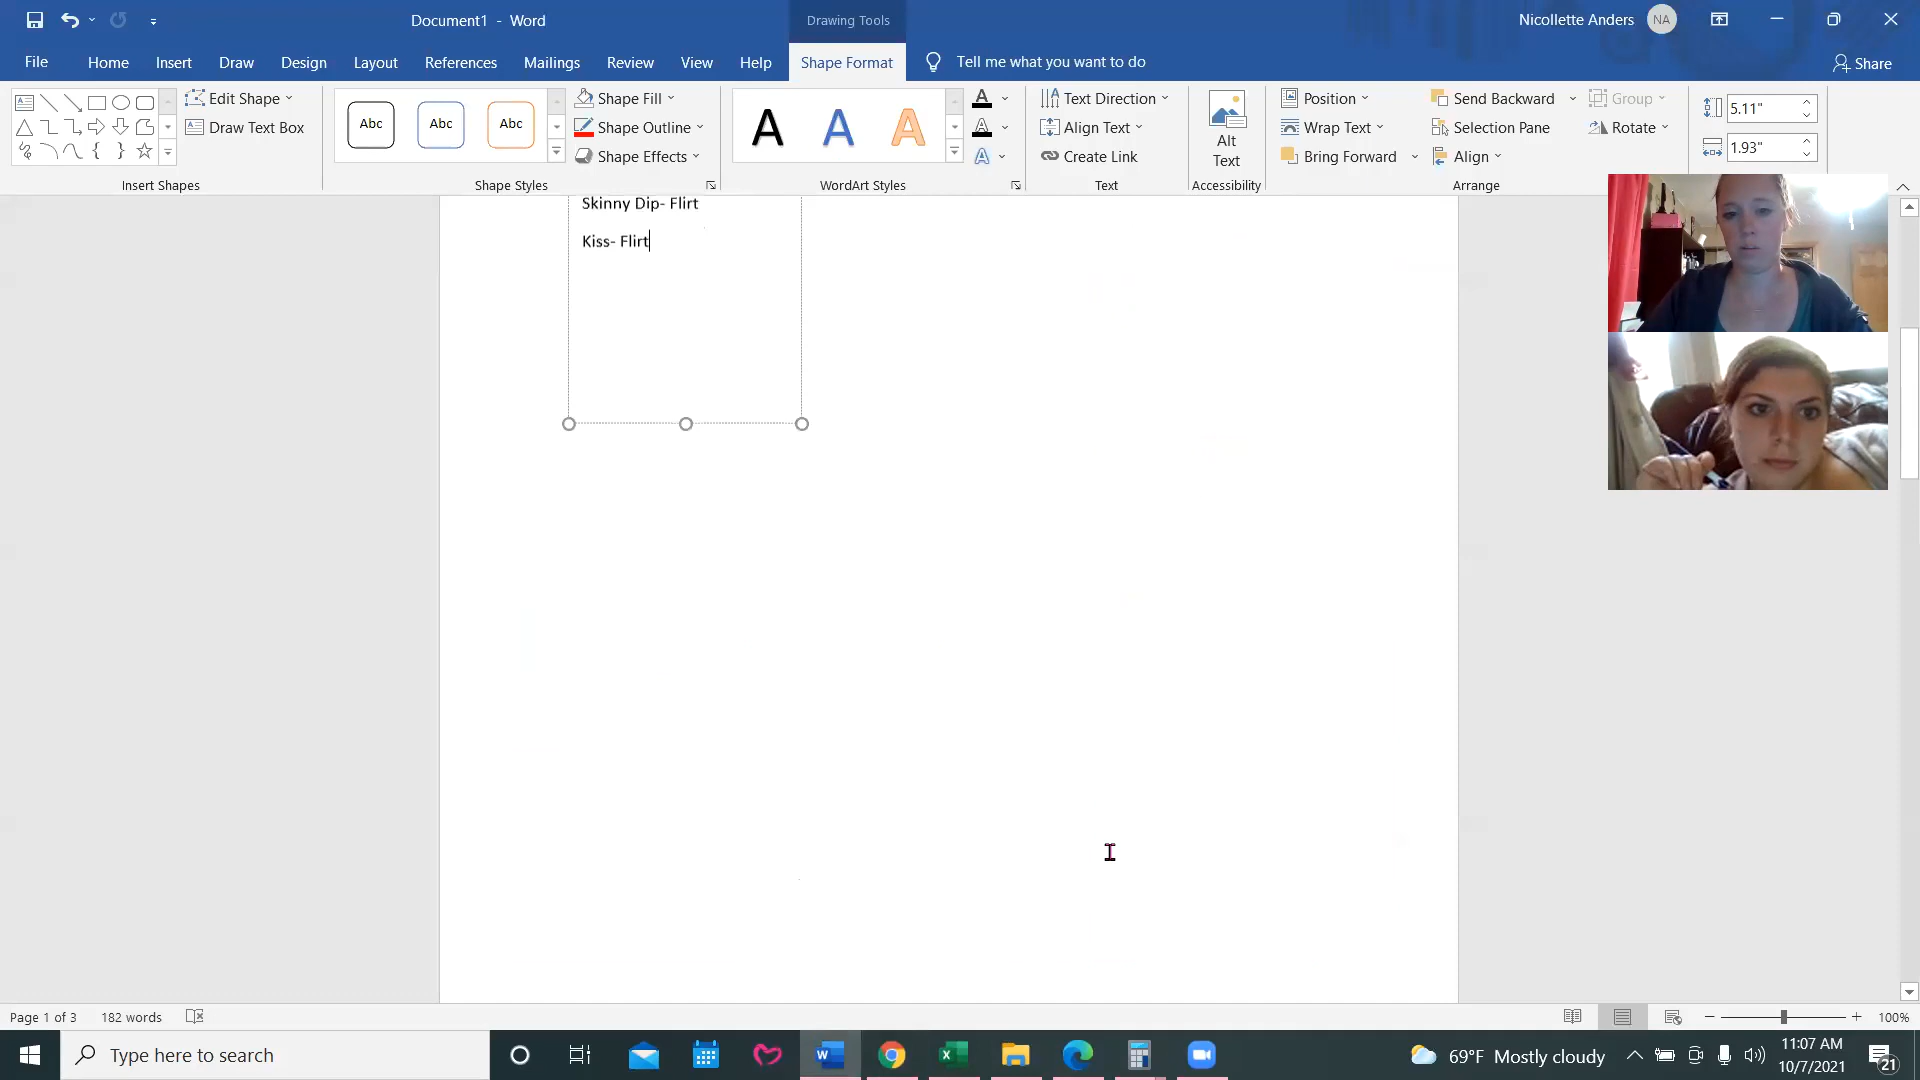 Document1 - Word
Drawing Tools
Nicollette Anders
NA
File
Home
Insert
Draw
Design
Layout
References
Mailings
Review
View
Help
Shape Format
Tell me what you want to do
Share
Edit Shape
Draw Text Box
Insert Shapes
Abc
Abc
Abc
Shape Fill
Shape Outline
Shape Effects
Shape Styles
A
A
A
WordArt Styles
Text Direction
Align Text
Create Link
Text
Alt
Text
Accessibility
Position
Wrap Text
Bring Forward
Send Backward
Selection Pane
Align
Group
Rotate
Arrange
5.11"
1.93"
Skinny Dip- Flirt
Kiss- Flirt
Page 1 of 3
182 words
100%
Type here to search
69°F Mostly cloudy
11:07 AM
10/7/2021
21